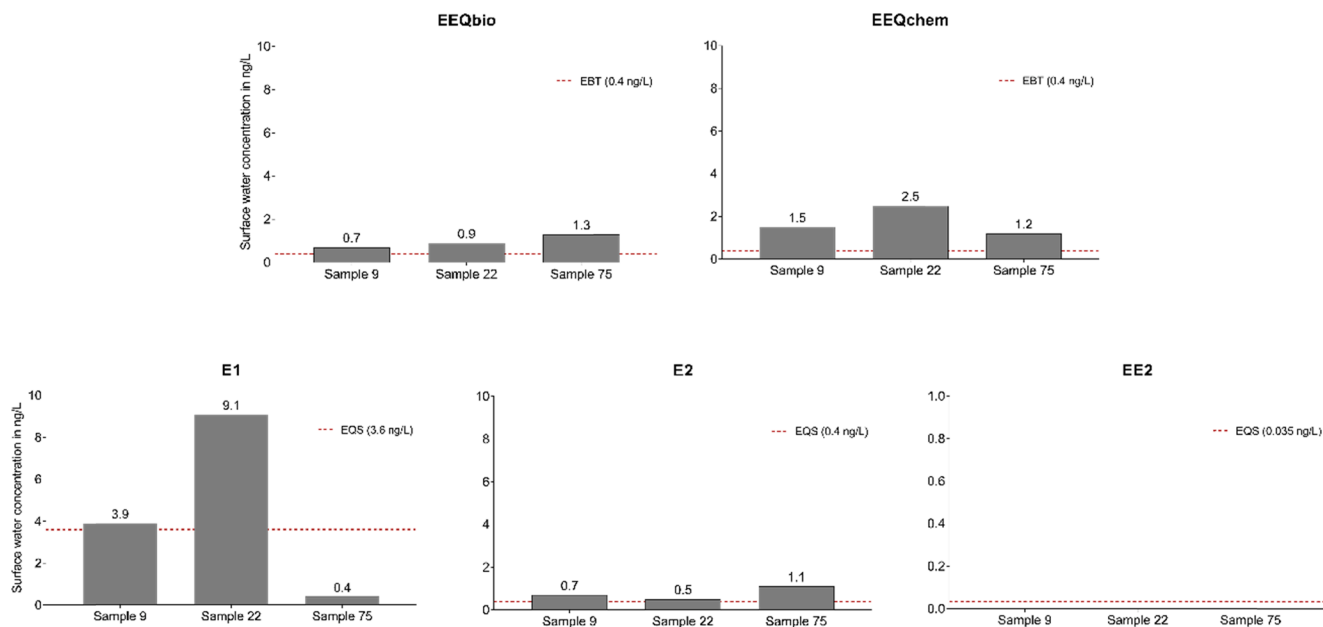 EEQbio
Surface water concentration in ng/L
10
8
6
4
2
0
EBT (0.4 ng/L)
0.7
0.9
1.3
Sample 9
Sample 22
Sample 75
EEQchem
10
8
6
4
2
0
EBT (0.4 ng/L)
1.5
2.5
1.2
Sample 9
Sample 22
Sample 75
E1
Surface water concentration in ng/L
10
8
6
4
2
0
EQS (3.6 ng/L)
3.9
9.1
0.4
Sample 9
Sample 22
Sample 75
E2
10
8
6
4
2
0
EQS (0.4 ng/L)
0.7
0.5
1.1
Sample 9
Sample 22
Sample 75
EE2
1.0
0.8
0.6
0.4
0.2
0.0
EQS (0.035 ng/L)
Sample 9
Sample 22
Sample 75